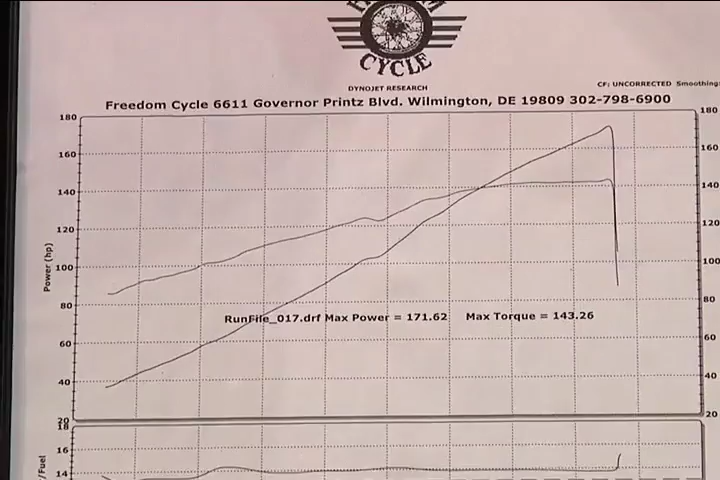 CYCLE
DYNOJET RESEARCH
CF: UNCORRECTED Smoothing:
Freedom Cycle 6611 Governor Printz Blvd. Wilmington, DE 19809 302-798-6900
180 180
160 160
140 140
120 120
Power (hp)
100 100
80 80
RunFile_017.drf Max Power = 171.62 Max Torque = 143.26
60 60
40 40
20 20
18
16
/Fuel
14